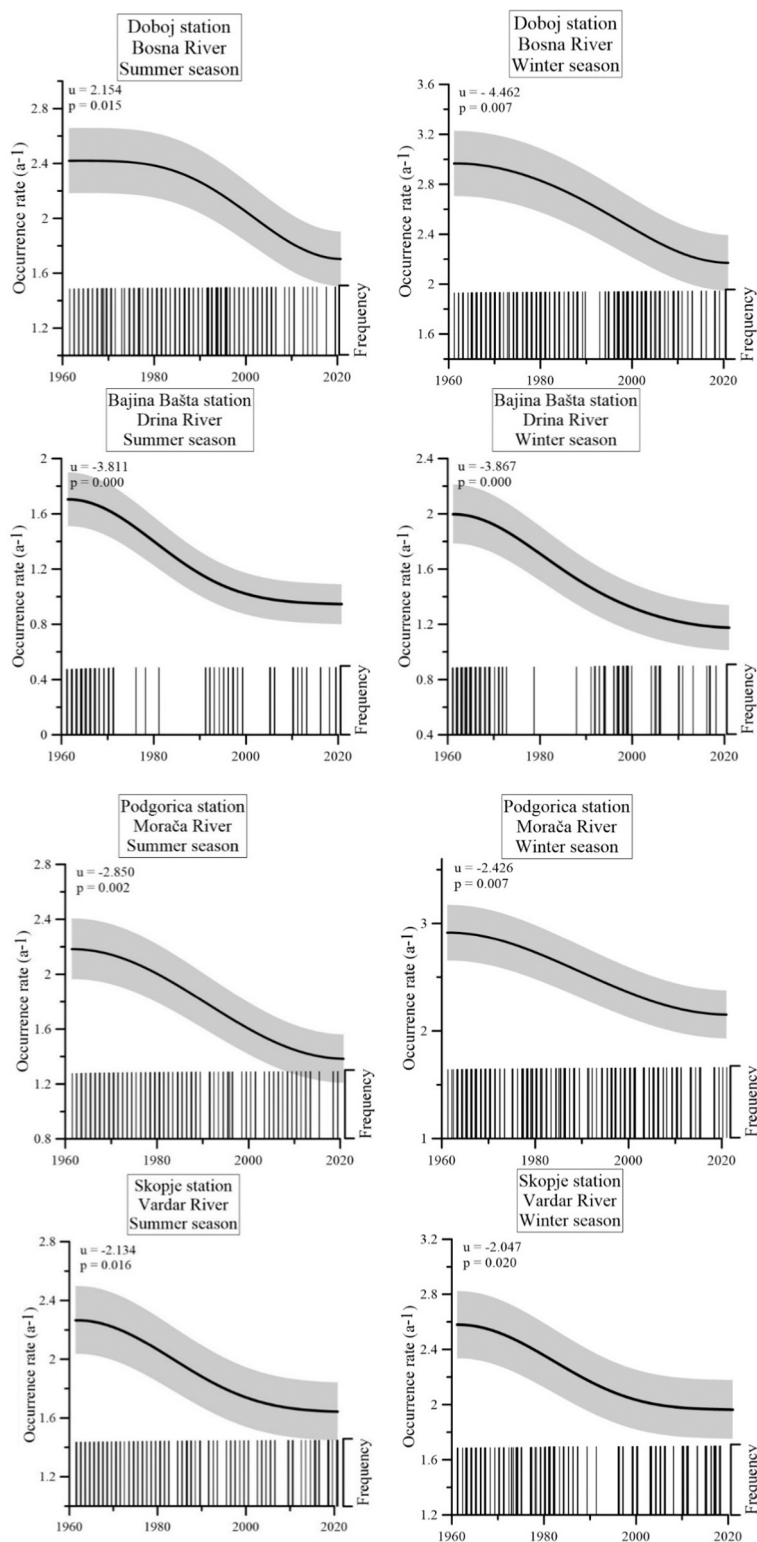 Doboj station
Bosna River
Summer season
u = 2.154
p = 0.015
Occurrence rate (a-1)
2.8
2.4
2
1.6
1.2
Frequency
1960 1980 2000 2020
Doboj station
Bosna River
Winter season
u = - 4.462
p = 0.007
Occurrence rate (a-1)
3.6
3.2
2.8
2.4
2
1.6
Frequency
1960 1980 2000 2020
Bajina Bašta station
Drina River
Summer season
u = -3.811
p = 0.000
Occurrence rate (a-1)
2
1.6
1.2
0.8
0.4
0
Frequency
1960 1980 2000 2020
Bajina Bašta station
Drina River
Winter season
u = -3.867
p = 0.000
Occurrence rate (a-1)
2.4
2
1.6
1.2
0.8
0.4
Frequency
1960 1980 2000 2020
Podgorica station
Morača River
Summer season
u = -2.850
p = 0.002
Occurrence rate (a-1)
2.8
2.4
2
1.6
1.2
0.8
Frequency
1960 1980 2000 2020
Podgorica station
Morača River
Winter season
u = -2.426
p = 0.007
Occurrence rate (a-1)
3
2
1
Frequency
1960 1980 2000 2020
Skopje station
Vardar River
Summer season
u = -2.134
p = 0.016
Occurrence rate (a-1)
2.8
2.4
2
1.6
1.2
Frequency
1960 1980 2000 2020
Skopje station
Vardar River
Winter season
u = -2.047
p = 0.020
Occurrence rate (a-1)
3.2
2.8
2.4
2
1.6
1.2
Frequency
1960 1980 2000 2020